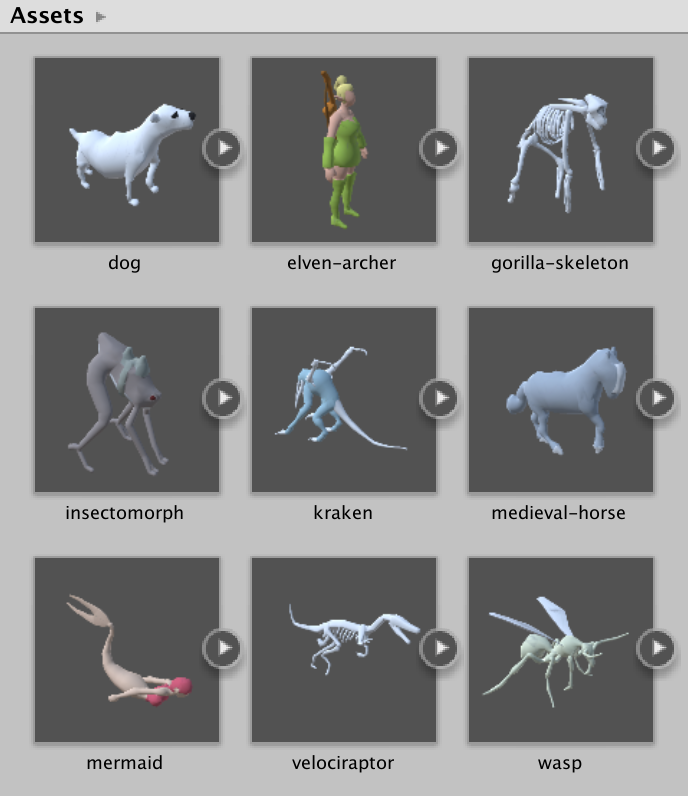 Assets
dog
elven-archer
gorilla-skeleton
insectomorph
kraken
medieval-horse
mermaid
velociraptor
wasp